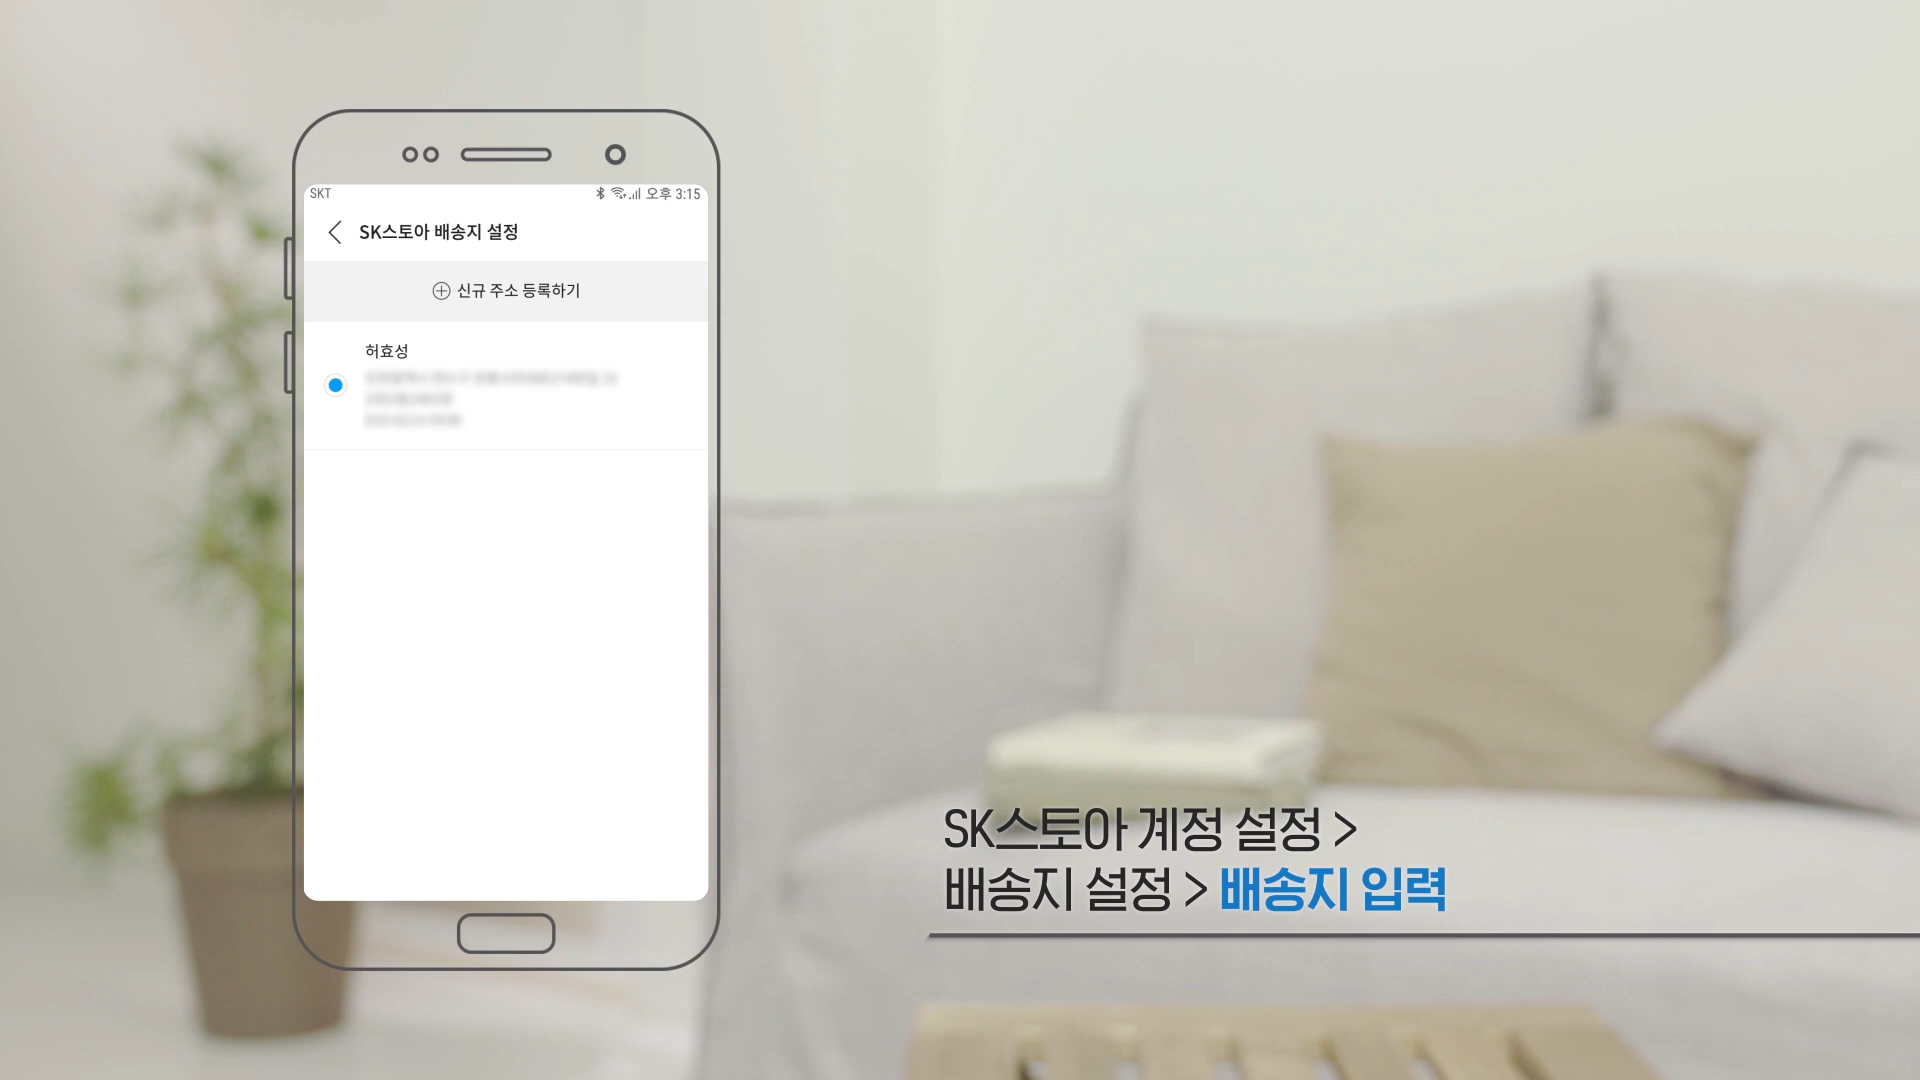 SKT
오후 3:15
SK스토아 배송지 설정
신규 주소 등록하기
허효성
SK스토아 계정 설정 >
배송지 설정 > 배송지 입력